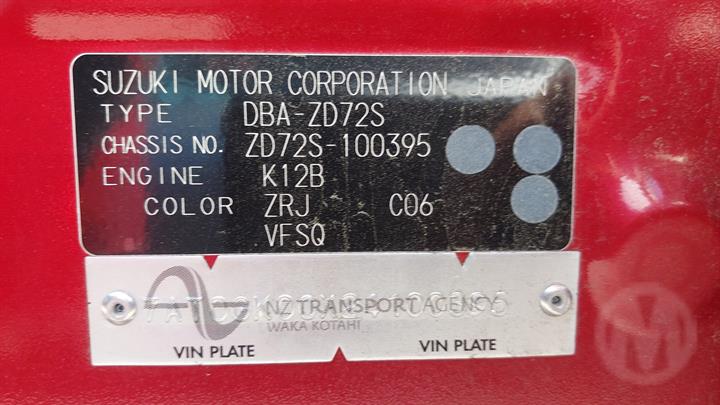 SUZUKI MOTOR CORPORATION JAPAN
TYPE DBA-ZD72S
CHASSIS NO. ZD72S-100395
ENGINE K12B
COLOR ZRJ C06
VFSQ
NZ TRANSPORT AGENCY
WAKA KOTAHI
VIN PLATE
VIN PLATE